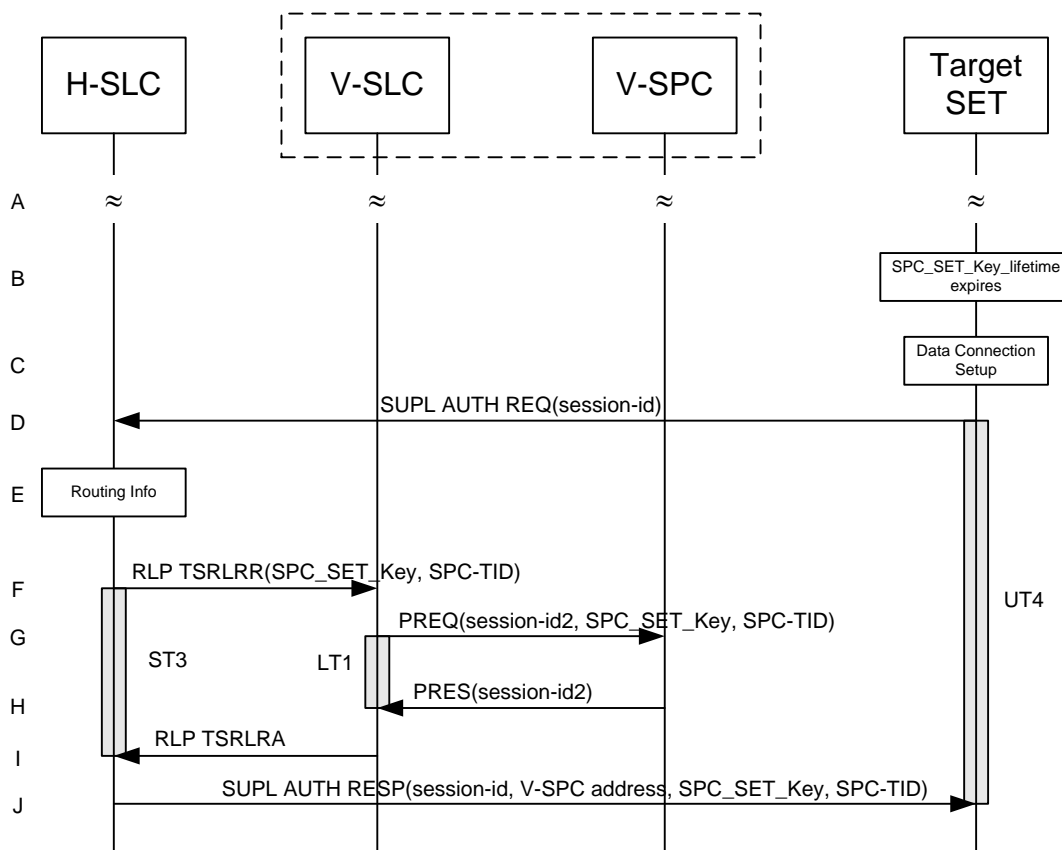 H-SLC
V-SLC
V-SPC
Target
SET
A
≈
≈
≈
≈
B
SPC_SET_Key_lifetime
expires
C
Data Connection
Setup
D
SUPL AUTH REQ(session-id)
E
Routing Info
F
RLP TSRLRR(SPC_SET_Key, SPC-TID)
UT4
G
PREQ(session-id2, SPC_SET_Key, SPC-TID)
ST3
LT1
H
PRES(session-id2)
I
RLP TSRLRA
J
SUPL AUTH RESP(session-id, V-SPC address, SPC_SET_Key, SPC-TID)